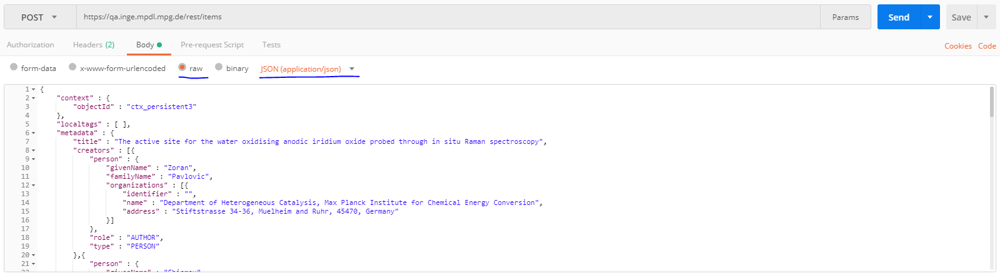 POST https://qa.inge.mpdl.mpg.de/rest/items Params Send Save
Authorization Headers (2) Body Pre-request Script Tests Cookies Code
form-data x-www-form-urlencoded raw binary JSON (application/json)
1 {
2 "context" : {
3 "objectId" : "ctx_persistent3"
4 },
5 "localtags" : [ ],
6 "metadata" : {
7 "title" : "The active site for the water oxidising anodic iridium oxide probed through in situ Raman spectroscopy",
8 "creators" : [{
9 "person" : {
10 "givenName" : "Zoran",
11 "familyName" : "Pavlovic",
12 "organizations" : [{
13 "identifier" : "",
14 "name" : "Department of Heterogeneous Catalysis, Max Planck Institute for Chemical Energy Conversion",
15 "address" : "Stiftstrasse 34-36, Muelheim and Ruhr, 45470, Germany"
16 }]
17 },
18 "role" : "AUTHOR",
19 "type" : "PERSON"
20 },{
21 "person" : {